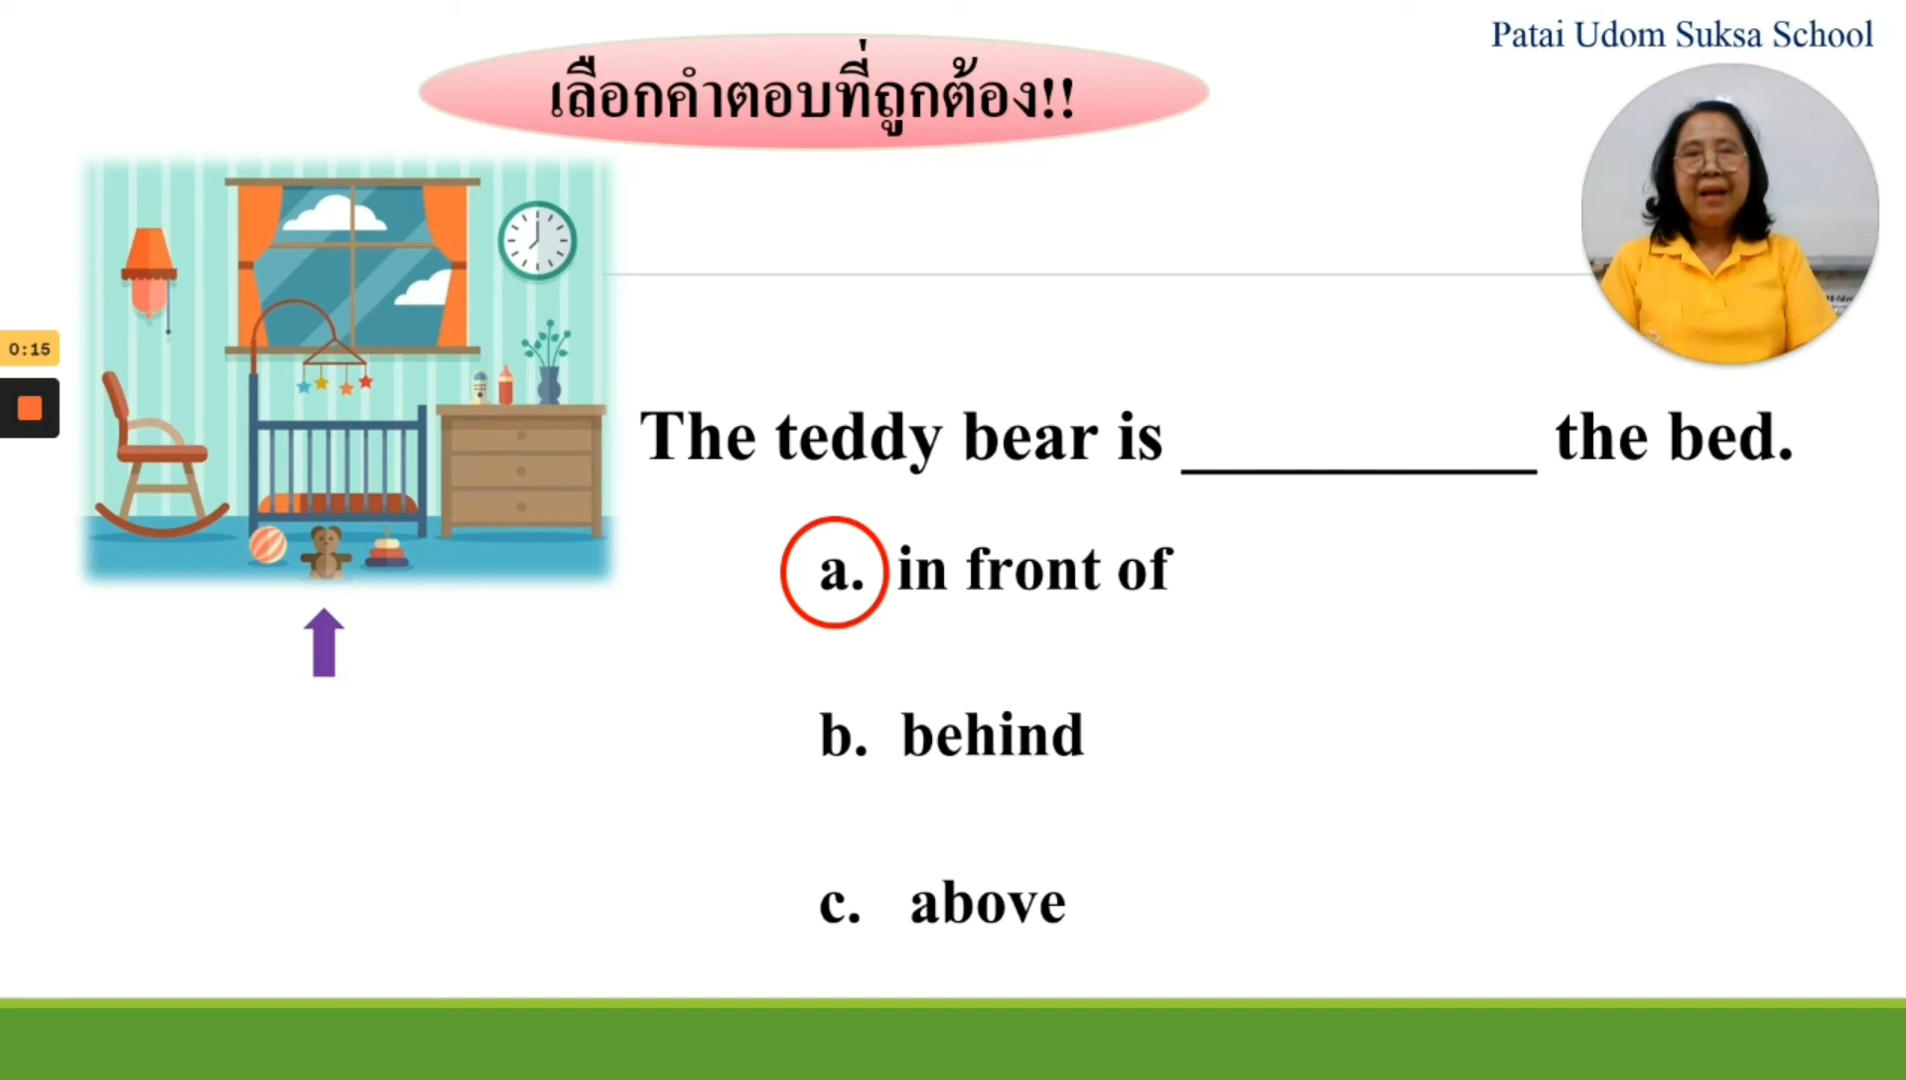 Patai Udom Suksa School
เลือกคำตอบที่ถูกต้อง!!
0:15
The teddy bear is __________ the bed.
a. in front of
b. behind
c. above